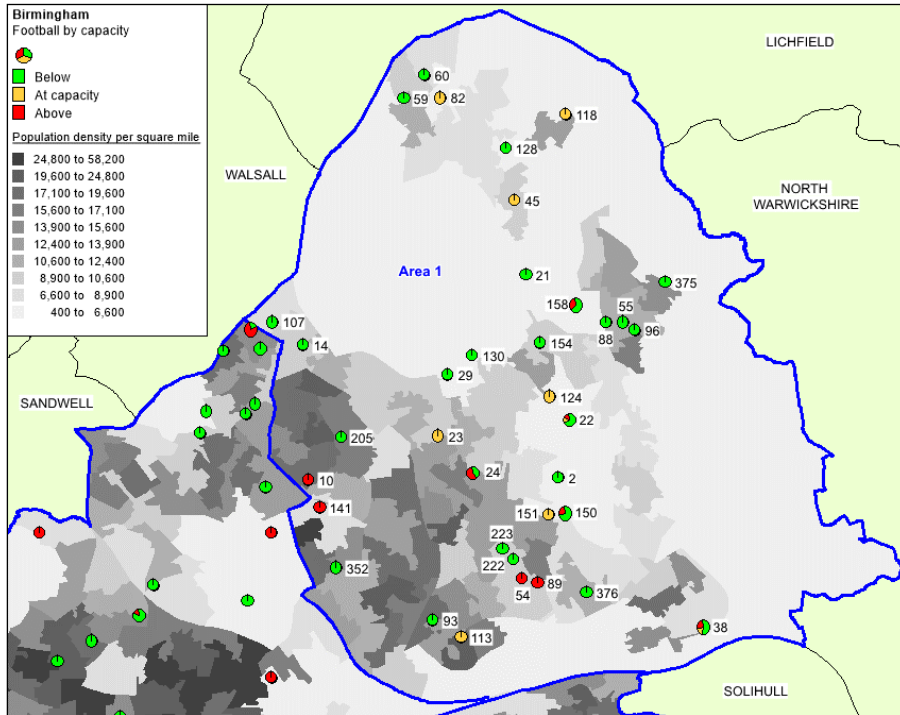 Birmingham
Football by capacity
Below
At capacity
Above
Population density per square mile
24,800 to 58,200
19,600 to 24,800
17,100 to 19,600
15,600 to 17,100
13,900 to 15,600
12,400 to 13,900
10,600 to 12,400
8,900 to 10,600
6,600 to 8,900
400 to 6,600
LICHFIELD
WALSALL
NORTH
WARWICKSHIRE
SANDWELL
SOLIHULL
Area 1
60
59
82
118
128
45
21
375
158
55
88
96
107
14
154
130
29
124
22
23
205
24
2
10
141
151
150
223
222
352
54
89
376
93
113
38